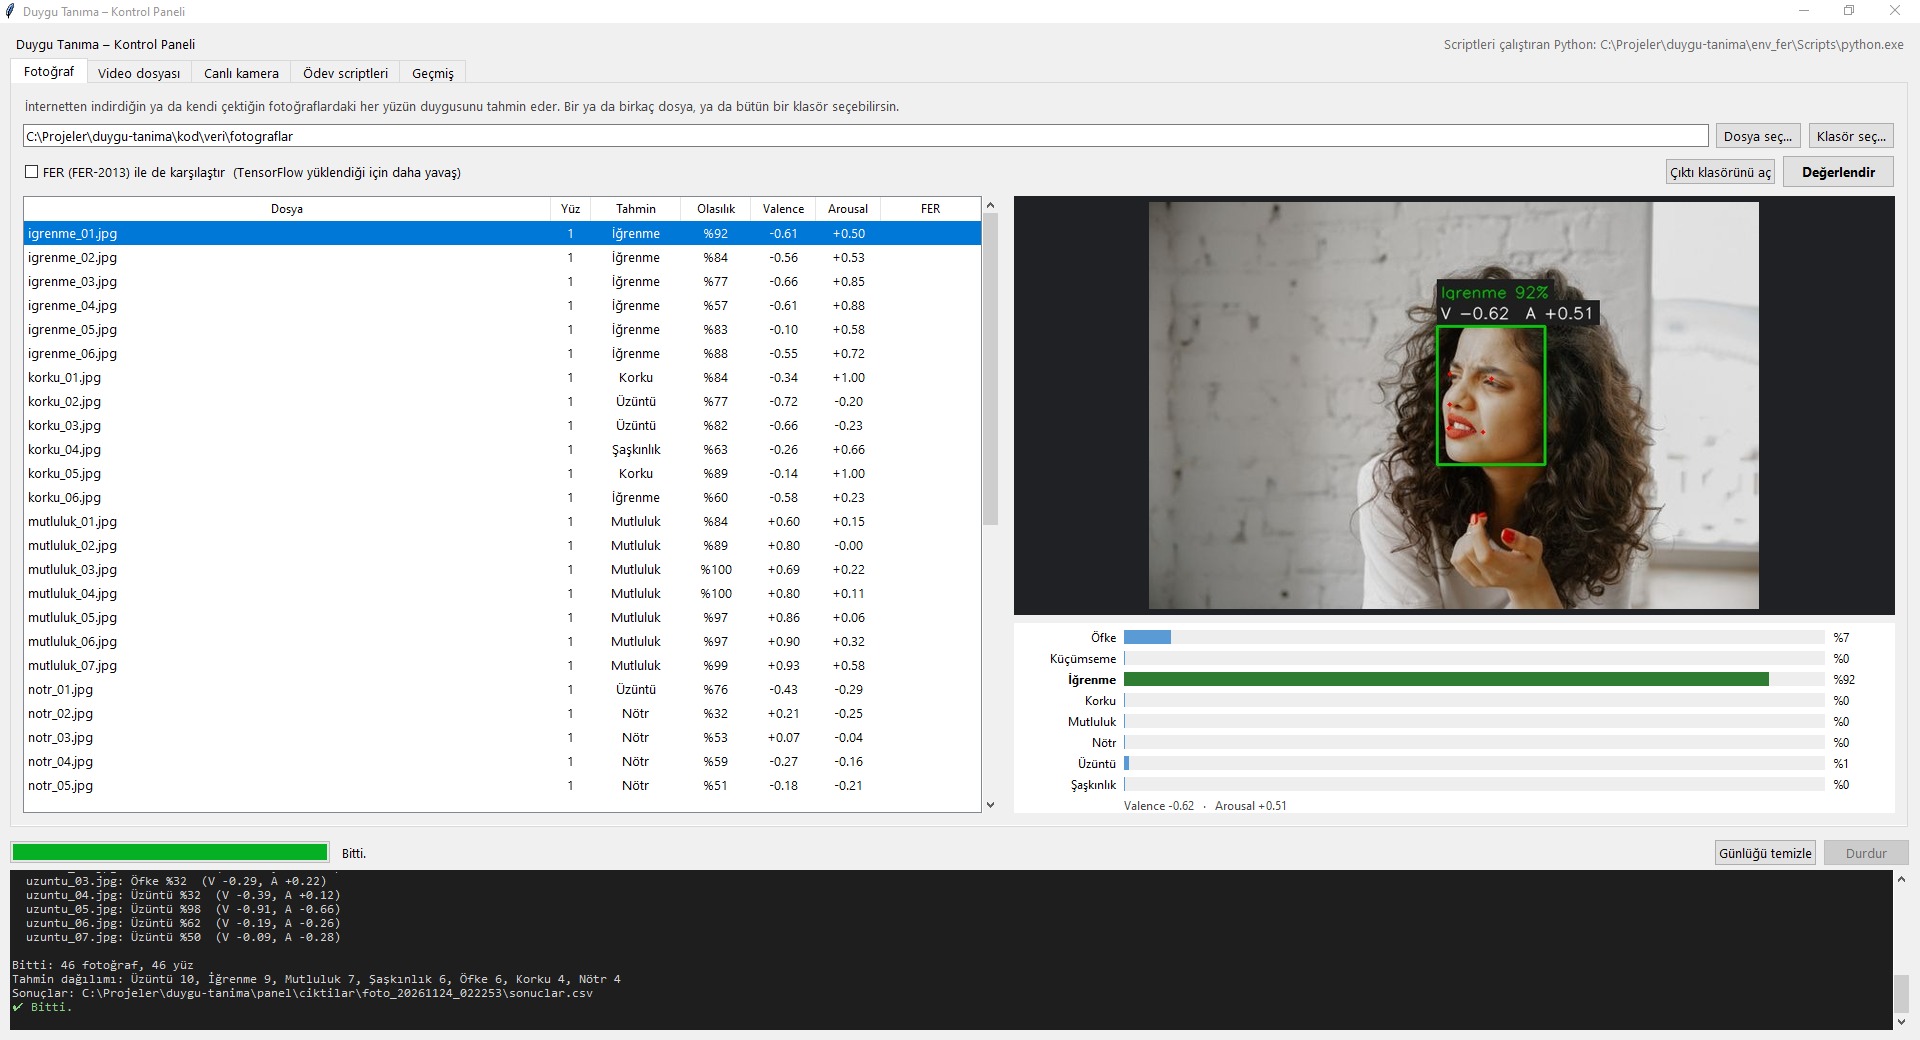 Duygu Tanıma – Kontrol Paneli
Duygu Tanıma – Kontrol Paneli
Scriptleri çalıştıran Python: C:\Projeler\duygu-tanima\env_fer\Scripts\python.exe
Fotoğraf Video dosyası Canlı kamera Ödev scriptleri Geçmiş
İnternetten indirdiğin ya da kendi çektiğin fotoğraflardaki her yüzün duygusunu tahmin eder. Bir ya da birkaç dosya, ya da bütün bir klasör seçebilirsin.
C:\Projeler\duygu-tanima\kod\veri\fotograflar
Dosya seç... Klasör seç...
FER (FER-2013) ile de karşılaştır (TensorFlow yüklendiği için daha yavaş)
Çıktı klasörünü aç Değerlendir
Dosya Yüz Tahmin Olasılık Valence Arousal FER
igrenme_01.jpg 1 İğrenme %92 -0.61 +0.50
igrenme_02.jpg 1 İğrenme %84 -0.56 +0.53
igrenme_03.jpg 1 İğrenme %77 -0.66 +0.85
igrenme_04.jpg 1 İğrenme %57 -0.61 +0.88
igrenme_05.jpg 1 İğrenme %83 -0.10 +0.58
igrenme_06.jpg 1 İğrenme %88 -0.55 +0.72
korku_01.jpg 1 Korku %84 -0.34 +1.00
korku_02.jpg 1 Üzüntü %77 -0.72 -0.20
korku_03.jpg 1 Üzüntü %82 -0.66 -0.23
korku_04.jpg 1 Şaşkınlık %63 -0.26 +0.66
korku_05.jpg 1 Korku %89 -0.14 +1.00
korku_06.jpg 1 İğrenme %60 -0.58 +0.23
mutluluk_01.jpg 1 Mutluluk %84 +0.60 +0.15
mutluluk_02.jpg 1 Mutluluk %89 +0.80 -0.00
mutluluk_03.jpg 1 Mutluluk %100 +0.69 +0.22
mutluluk_04.jpg 1 Mutluluk %100 +0.80 +0.11
mutluluk_05.jpg 1 Mutluluk %97 +0.86 +0.06
mutluluk_06.jpg 1 Mutluluk %97 +0.90 +0.32
mutluluk_07.jpg 1 Mutluluk %99 +0.93 +0.58
notr_01.jpg 1 Üzüntü %76 -0.43 -0.29
notr_02.jpg 1 Nötr %32 +0.21 -0.25
notr_03.jpg 1 Nötr %53 +0.07 -0.04
notr_04.jpg 1 Nötr %59 -0.27 -0.16
notr_05.jpg 1 Nötr %51 -0.18 -0.21
Igrenme 92%
V -0.62 A +0.51
Öfke %7
Küçümseme %0
İğrenme %92
Korku %0
Mutluluk %0
Nötr %0
Üzüntü %1
Şaşkınlık %0
Valence -0.62 · Arousal +0.51
Bitti.
Günlüğü temizle Durdur
uzuntu_03.jpg: Öfke %32 (V -0.29, A +0.22)
uzuntu_04.jpg: Üzüntü %32 (V -0.39, A +0.12)
uzuntu_05.jpg: Üzüntü %98 (V -0.91, A -0.66)
uzuntu_06.jpg: Üzüntü %62 (V -0.19, A -0.26)
uzuntu_07.jpg: Üzüntü %50 (V -0.09, A -0.28)
Bitti: 46 fotoğraf, 46 yüz
Tahmin dağılımı: Üzüntü 10, İğrenme 9, Mutluluk 7, Şaşkınlık 6, Öfke 6, Korku 4, Nötr 4
Sonuçlar: C:\Projeler\duygu-tanima\panel\ciktilar\foto_20261124_022253\sonuclar.csv
✔ Bitti.